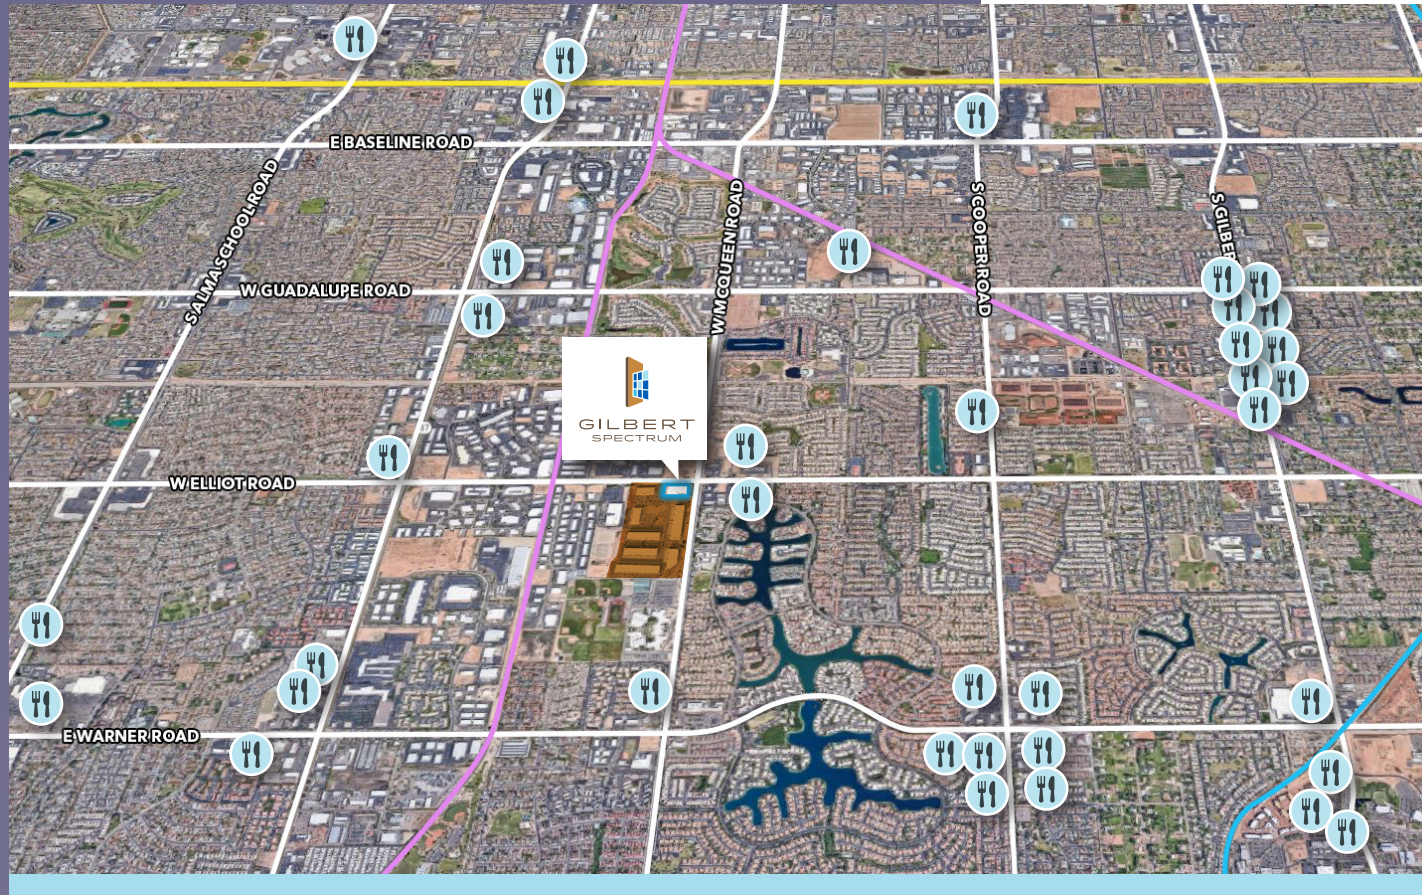 E BASELINE ROAD
S ALMA SCHOOL ROAD
W MCQUEEN ROAD
S COOPER ROAD
S GILBE
W GUADALUPE ROAD
GILBERT
SPECTRUM
W ELLIOT ROAD
E WARNER ROAD